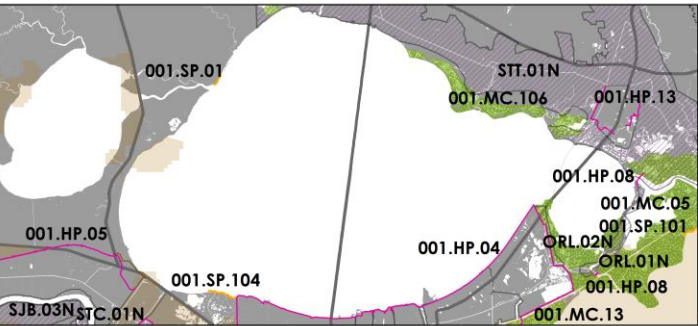 001.SP.01
STT.01N
001.MC.106
001.HP.13
001.HP.08
001.MC.05
001.SP.101
001.HP.05
001.HP.04
ORL.02N
ORL.01N
001.SP.104
001.HP.08
SJB.03N
STC.01N
001.MC.13